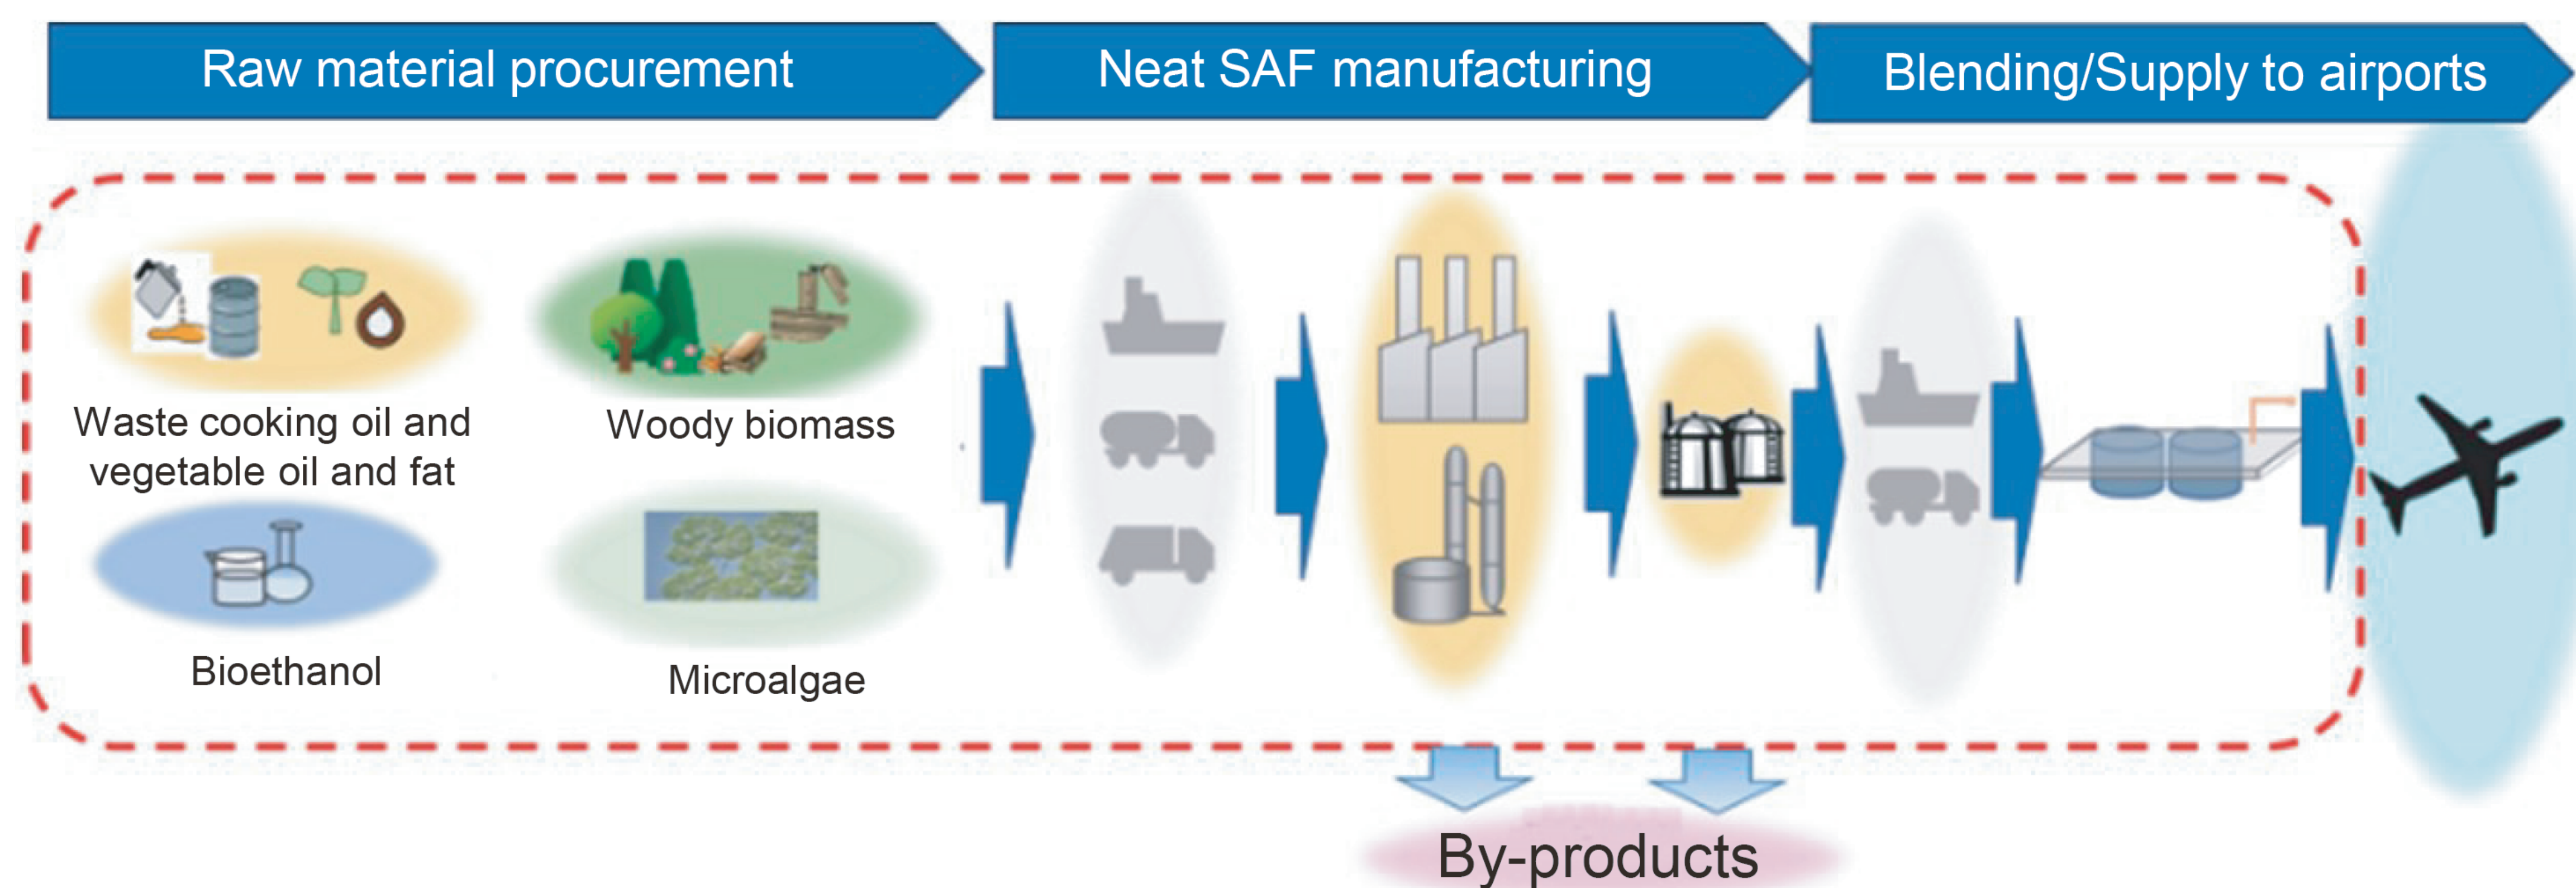 Raw material procurement
Neat SAF manufacturing
Blending/Supply to airports
Waste cooking oil and
vegetable oil and fat
Woody biomass
Bioethanol
Microalgae
By-products